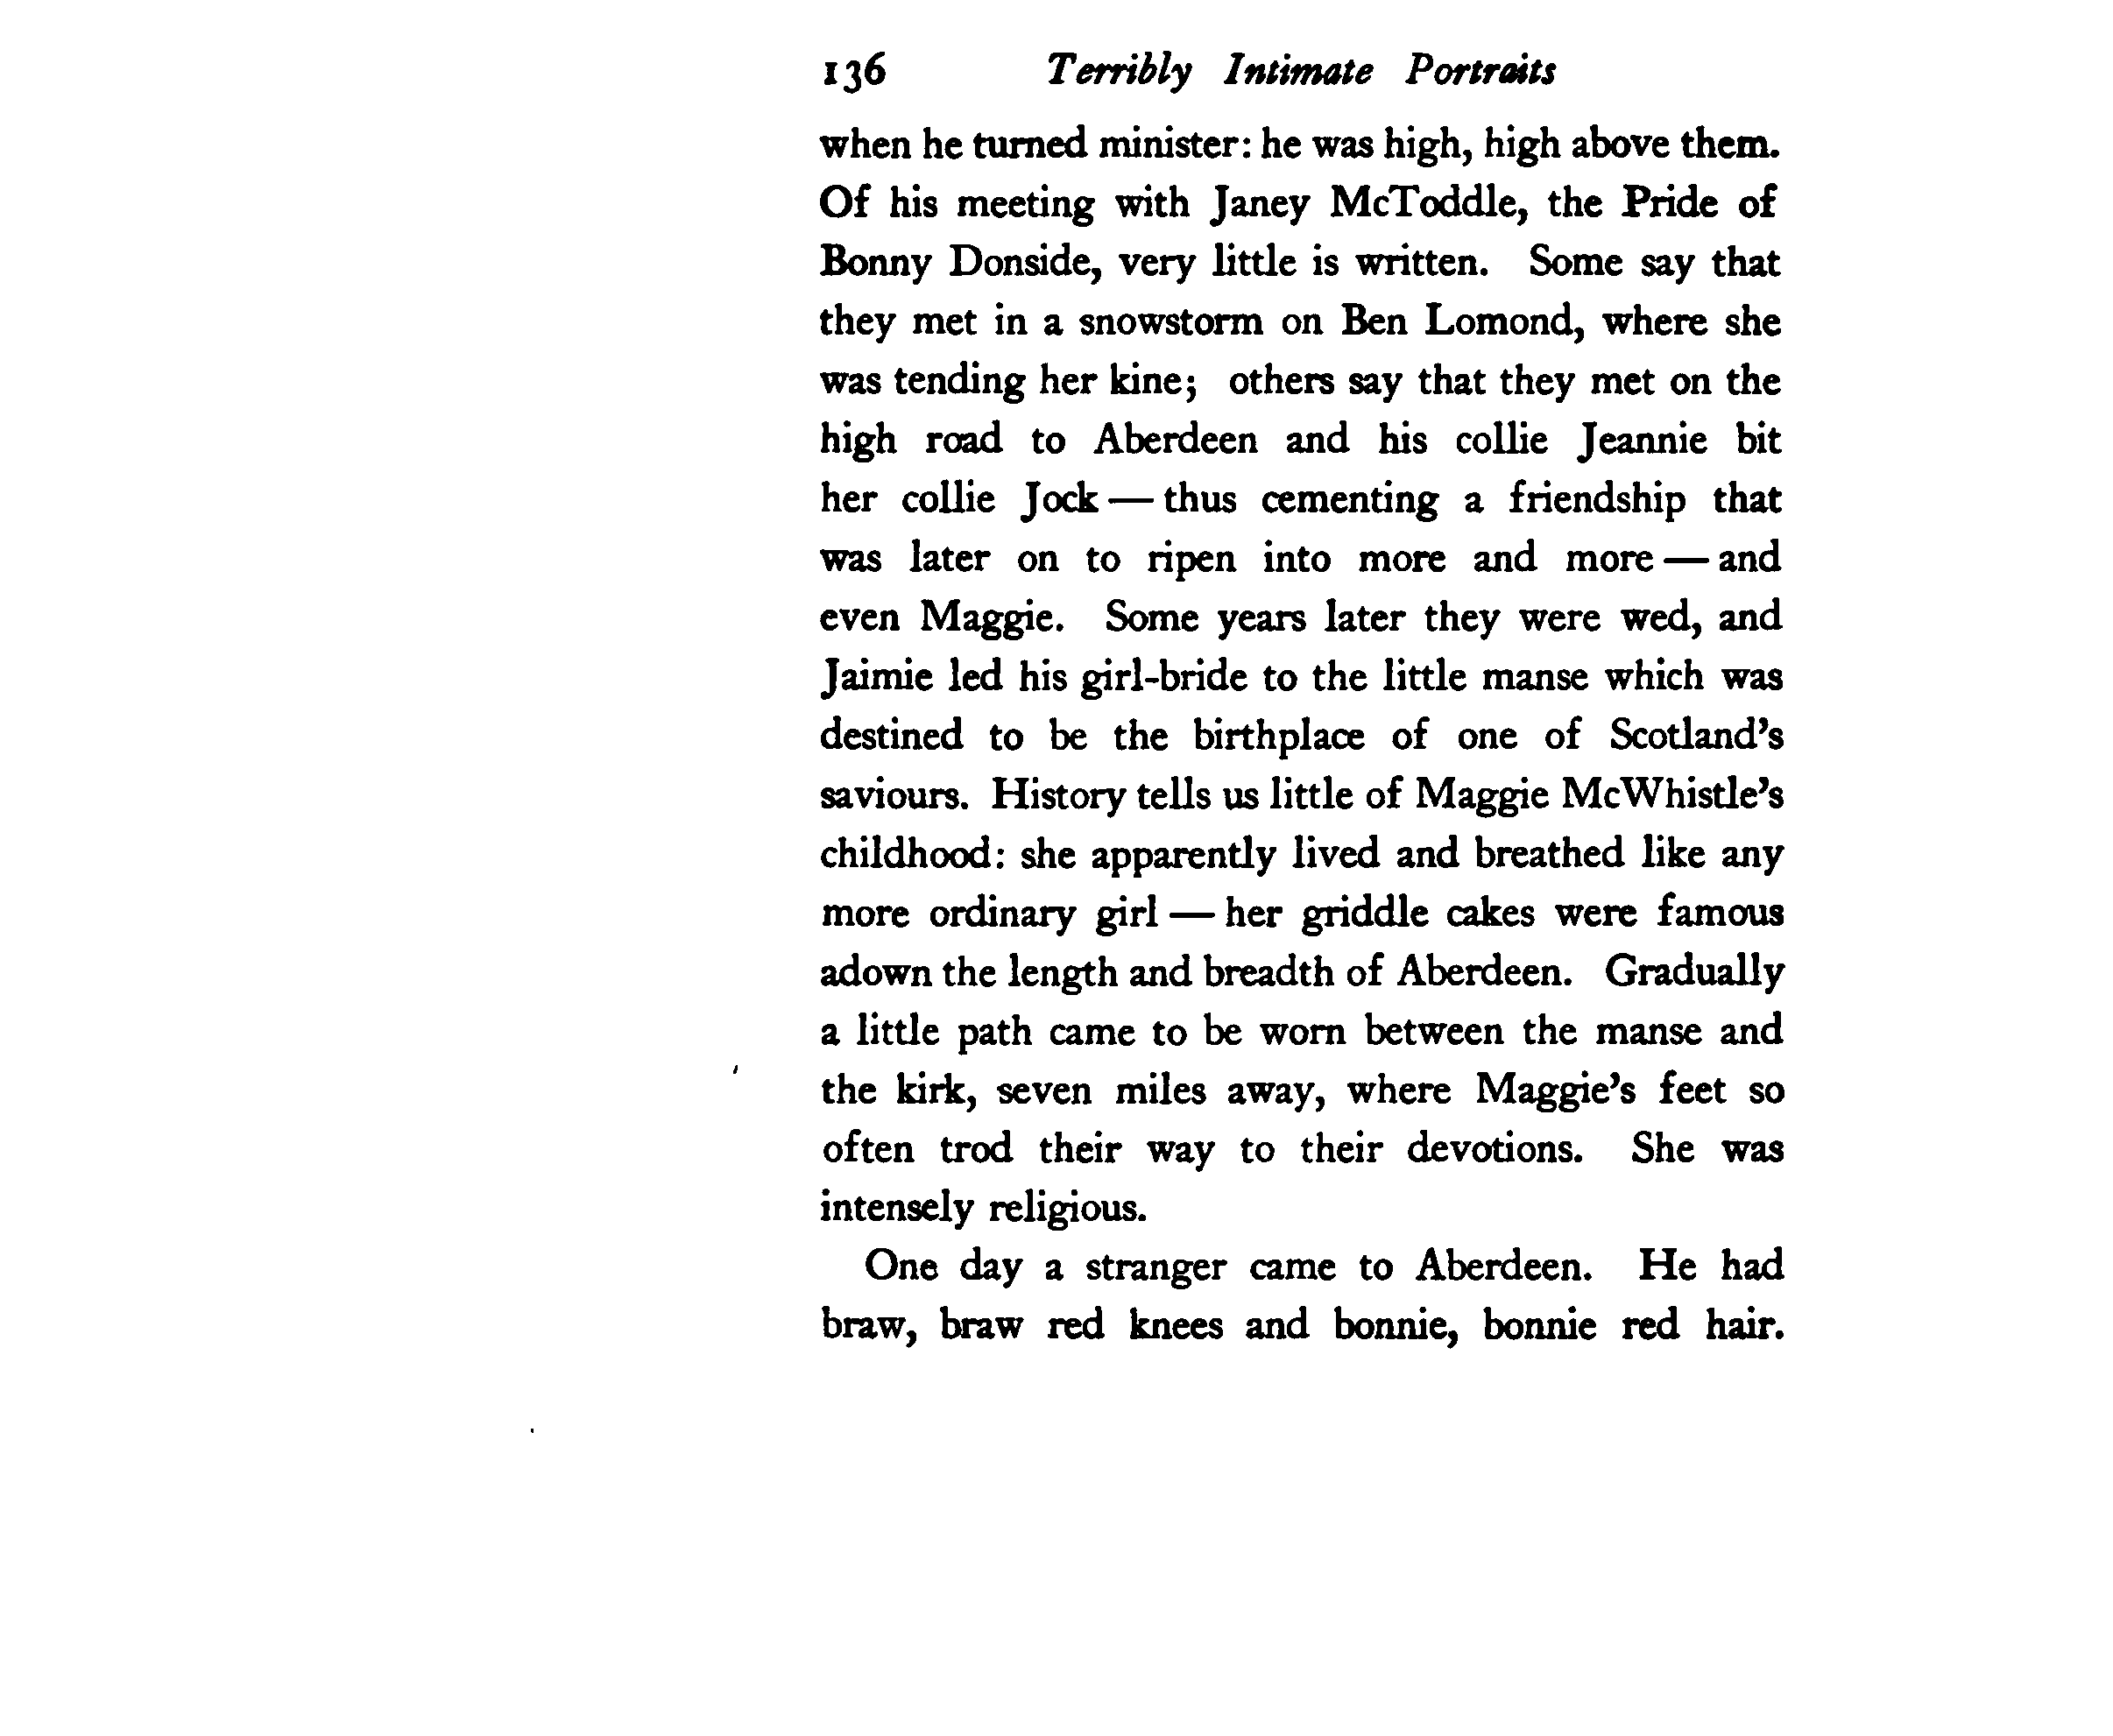 136 Terribly Intimate Portraits
when he turned minister: he was high, high above them.
Of his meeting with Janey McToddle, the Pride of
Bonny Donside, very little is written. Some say that
they met in a snowstorm on Ben Lomond, where she
was tending her kine; others say that they met on the
high road to Aberdeen and his collie Jeannie bit
her collie Jock — thus cementing a friendship that
was later on to ripen into more and more — and
even Maggie. Some years later they were wed, and
Jaimie led his girl-bride to the little manse which was
destined to be the birthplace of one of Scotland's
saviours. History tells us little of Maggie McWhistle's
childhood: she apparently lived and breathed like any
more ordinary girl — her griddle cakes were famous
adown the length and breadth of Aberdeen. Gradually
a little path came to be worn between the manse and
the kirk, seven miles away, where Maggie's feet so
often trod their way to their devotions. She was
intensely religious.
One day a stranger came to Aberdeen. He had
braw, braw red knees and bonnie, bonnie red hair.